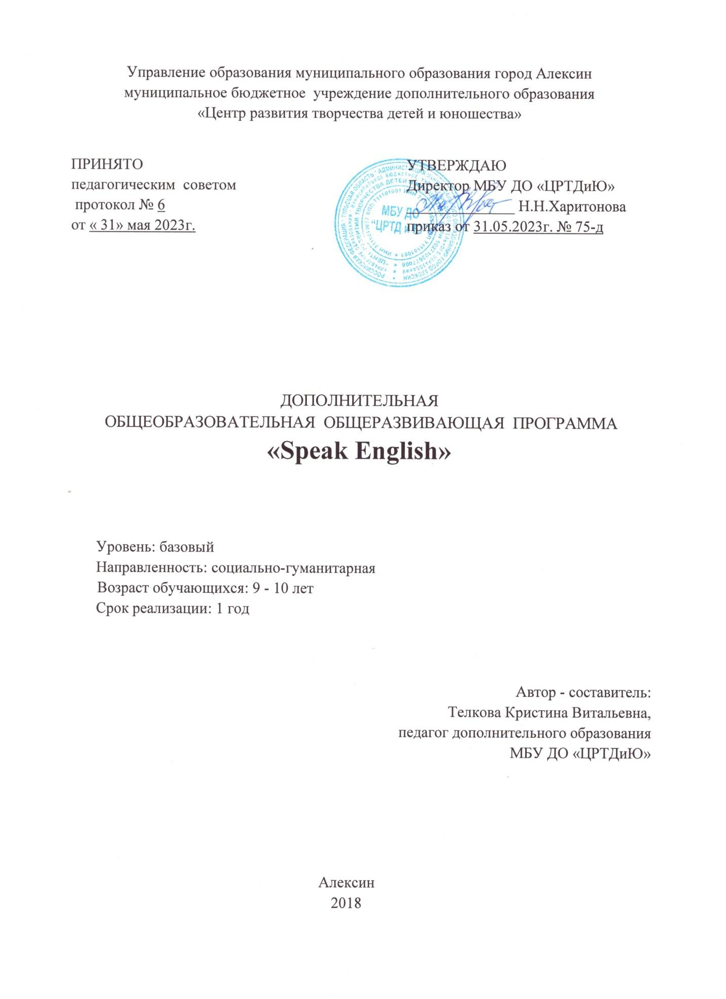 Управление образования муниципального образования город Алексин
муниципальное бюджетное учреждение дополнительного образования
«Центр развития творчества детей и юношества»
ПРИНЯТО
педагогическим советом
протокол № 6
от « 31» мая 2023г.
УТВЕРЖДАЮ
Директор МБУ ДО «ЦРТДиЮ»
Н.Н.Харитонова
приказ от 31.05.2023г. № 75-д
МБУ ДО
"ЦРТД и
ДОПОЛНИТЕЛЬНАЯ
ОБЩЕОБРАЗОВАТЕЛЬНАЯ ОБЩЕРАЗВИВАЮЩАЯ ПРОГРАММА
«Speak English»
Уровень: базовый
Направленность: социально-гуманитарная
Возраст обучающихся: 9 - 10 лет
Срок реализации: 1 год
Автор - составитель:
Телкова Кристина Витальевна,
педагог дополнительного образования
МБУ ДО «ЦРТДиЮ»
Алексин
2018